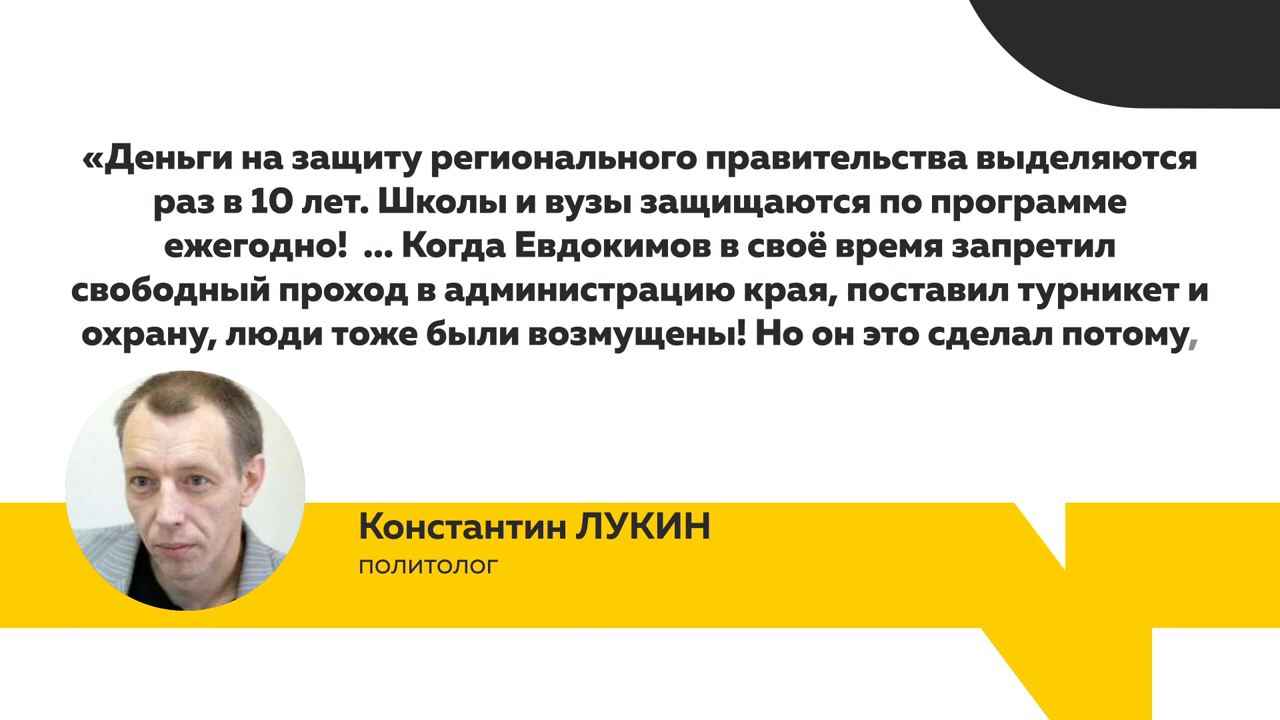 «Деньги на защиту регионального правительства выделяются
раз в 10 лет. Школы и вузы защищаются по программе
ежегодно!  ... Когда Евдокимов в своё время запретил
свободный проход в администрацию края, поставил турникет и
охрану, люди тоже были возмущены! Но он это сделал потому,
Константин ЛУКИН
политолог